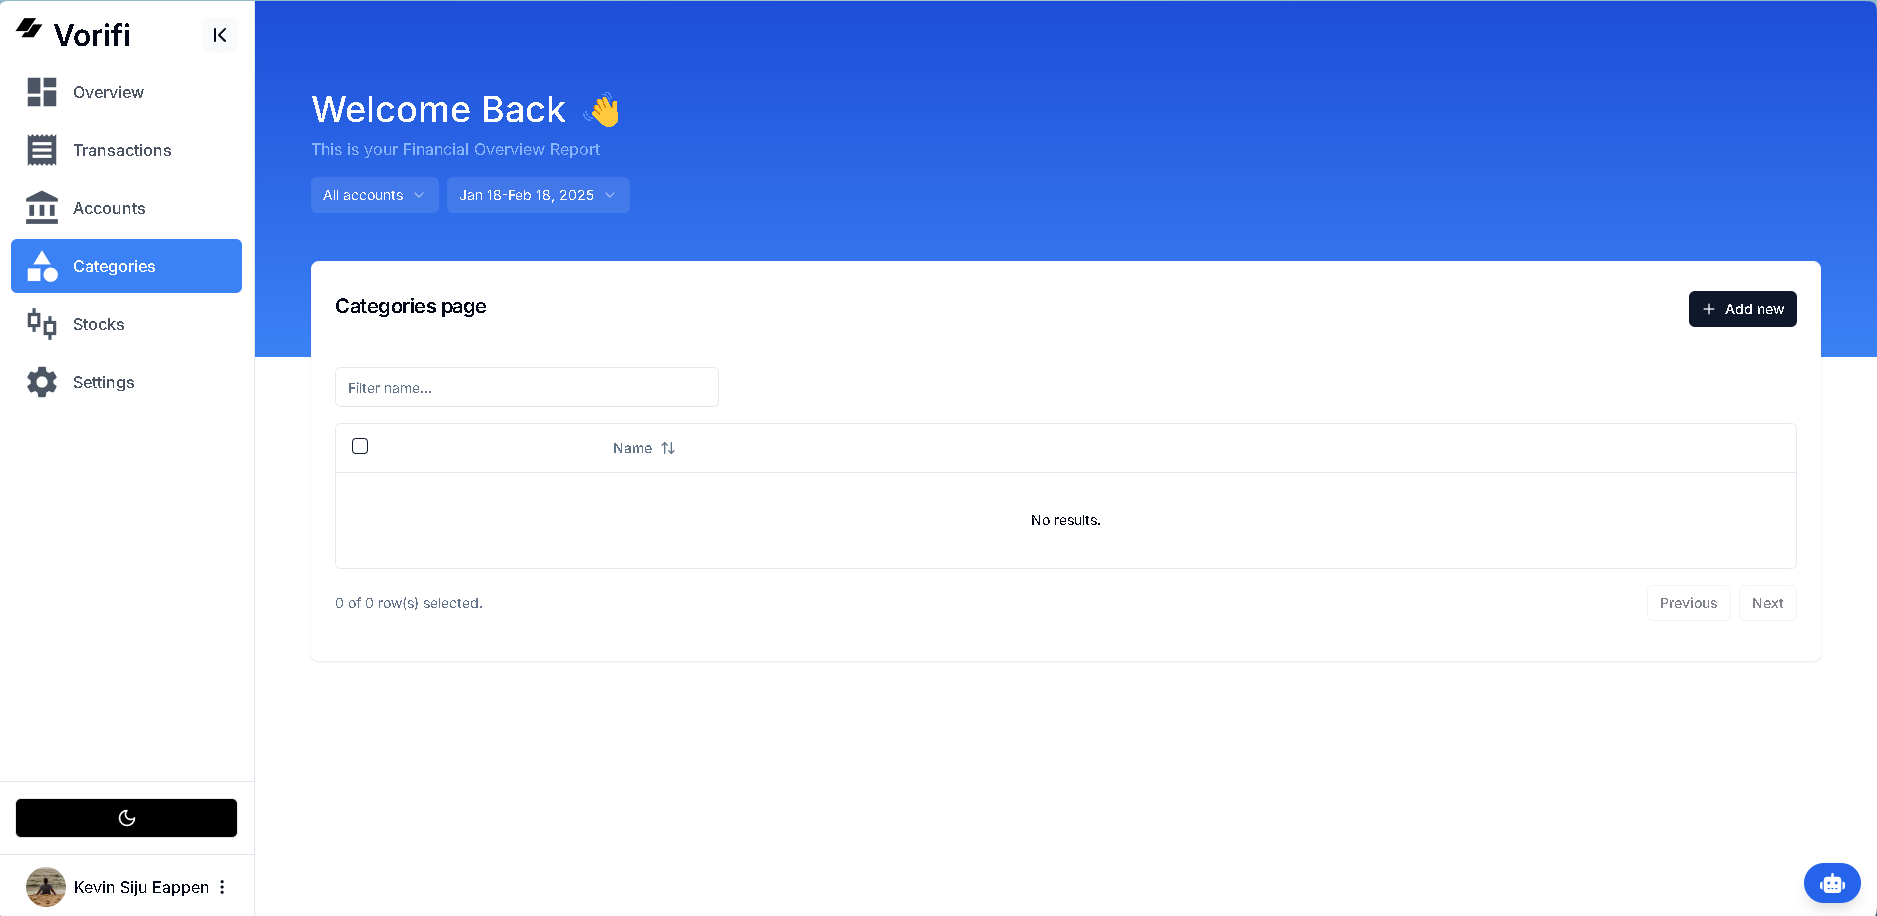 Vorifi
Overview
Transactions
Accounts
Categories
Stocks
Settings
Kevin Siju Eappen
Welcome Back 👋
This is your Financial Overview Report
All accounts
Jan 18-Feb 18, 2025
Categories page
Add new
Filter name...
Name
No results.
0 of 0 row(s) selected.
Previous
Next